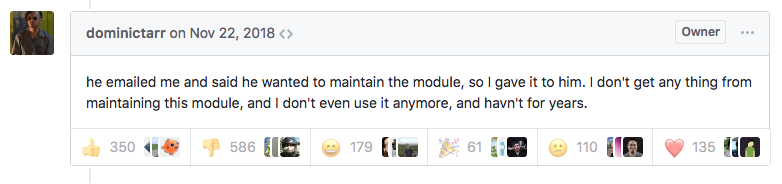 dominictarr on Nov 22, 2018
Owner
he emailed me and said he wanted to maintain the module, so I gave it to him. I don't get any thing from
maintaining this module, and I don't even use it anymore, and havn't for years.
350 586 179 61 110 135